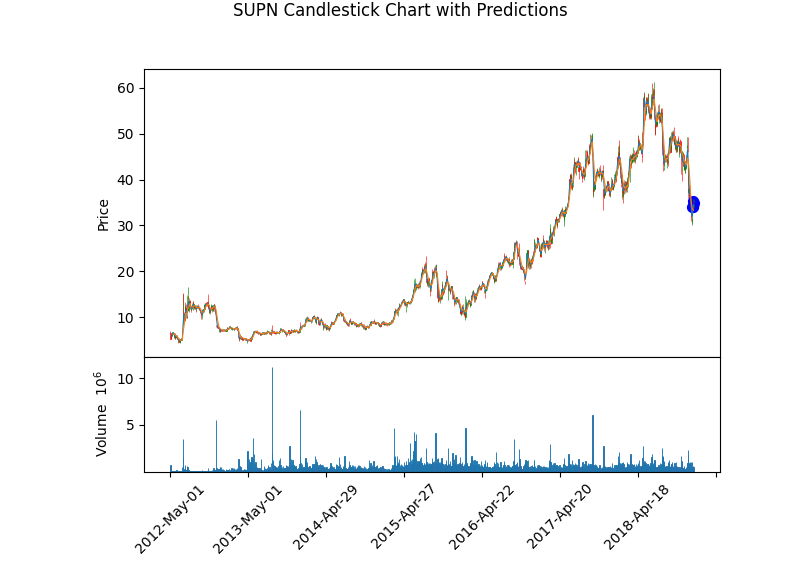 SUPN Candlestick Chart with Predictions
60
50
40
30
20
10
Price
10
5
Volume 10^6
2012-May-01
2013-May-01
2014-Apr-29
2015-Apr-27
2016-Apr-22
2017-Apr-20
2018-Apr-18